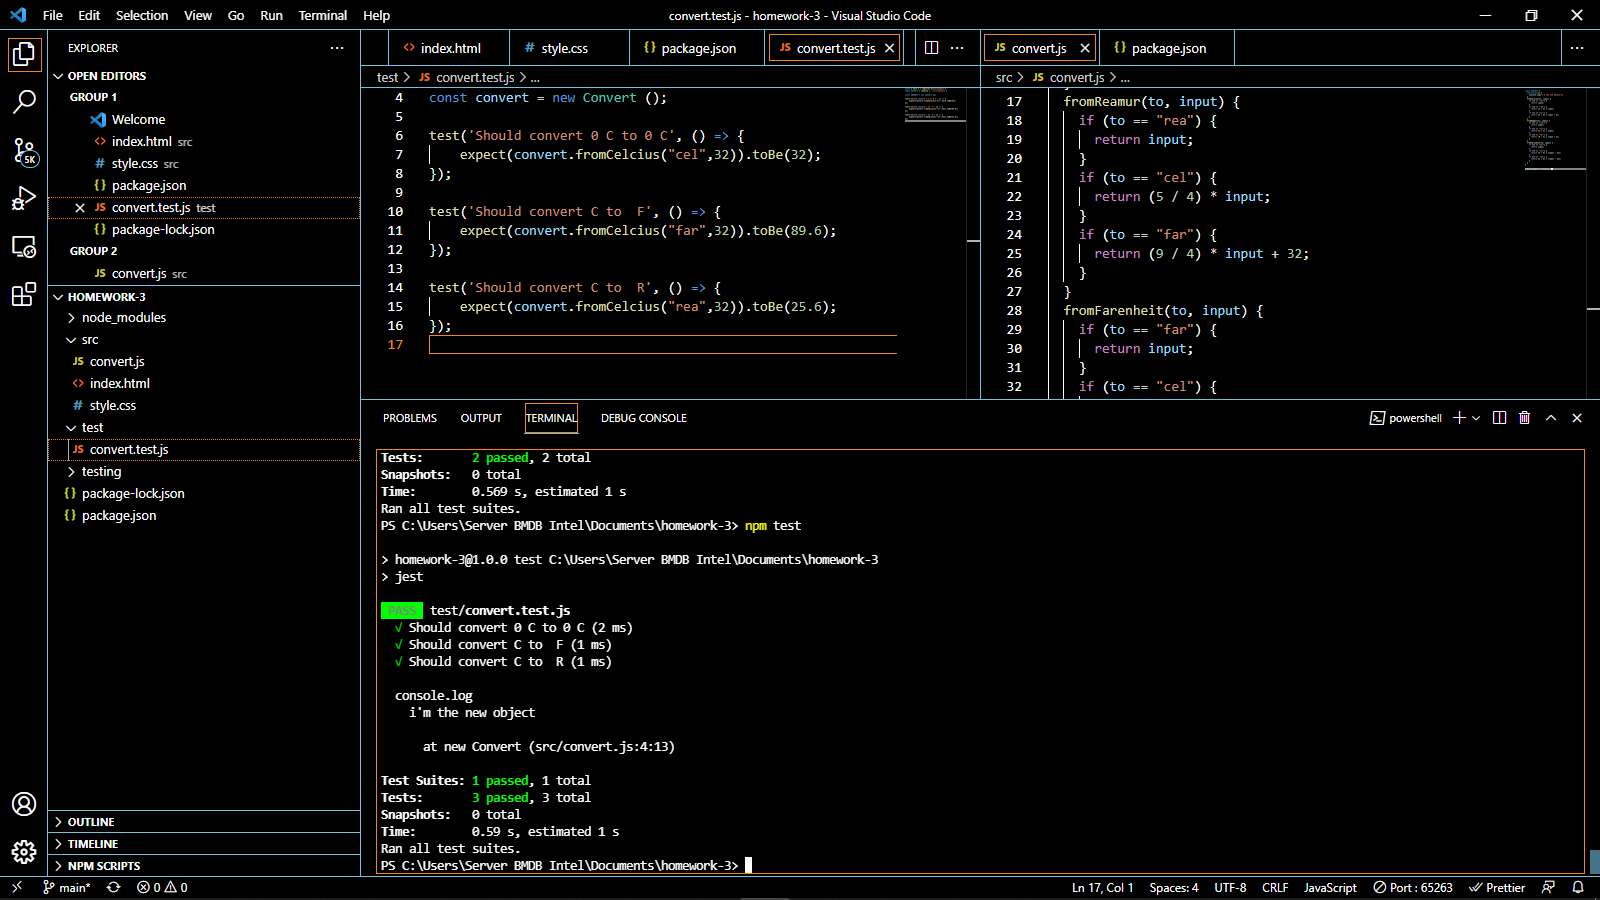 File Edit Selection View Go Run Terminal Help
convert.test.js - homework-3 - Visual Studio Code
EXPLORER
OPEN EDITORS
GROUP 1
Welcome
<> index.html src
# style.css src
{} package.json
JS convert.test.js test
{} package-lock.json
GROUP 2
JS convert.js src
HOMEWORK-3
node_modules
src
JS convert.js
<> index.html
# style.css
test
JS convert.test.js
testing
{} package-lock.json
{} package.json
OUTLINE
TIMELINE
NPM SCRIPTS
5K
<> index.html # style.css {} package.json JS convert.test.js
test > JS convert.test.js > ...
4 const convert = new Convert ();
5
6 test('Should convert 0 C to 0 C', () => {
7 expect(convert.fromCelcius("cel",32)).toBe(32);
8 });
9
10 test('Should convert C to  F', () => {
11 expect(convert.fromCelcius("far",32)).toBe(89.6);
12 });
13
14 test('Should convert C to  R', () => {
15 expect(convert.fromCelcius("rea",32)).toBe(25.6);
16 });
17
JS convert.js {} package.json
src > JS convert.js > ...
17 fromReamur(to, input) {
18 if (to == "rea") {
19 return input;
20 }
21 if (to == "cel") {
22 return (5 / 4) * input;
23 }
24 if (to == "far") {
25 return (9 / 4) * input + 32;
26 }
27 }
28 fromFarenheit(to, input) {
29 if (to == "far") {
30 return input;
31 }
32 if (to == "cel") {
PROBLEMS OUTPUT TERMINAL DEBUG CONSOLE
powershell
Tests: 2 passed, 2 total
Snapshots: 0 total
Time: 0.569 s, estimated 1 s
Ran all test suites.
PS C:\Users\Server BMDB Intel\Documents\homework-3> npm test
> homework-3@1.0.0 test C:\Users\Server BMDB Intel\Documents\homework-3
> jest
PASS test/convert.test.js
√ Should convert 0 C to 0 C (2 ms)
√ Should convert C to  F (1 ms)
√ Should convert C to  R (1 ms)
console.log
i'm the new object
at new Convert (src/convert.js:4:13)
Test Suites: 1 passed, 1 total
Tests: 3 passed, 3 total
Snapshots: 0 total
Time: 0.59 s, estimated 1 s
Ran all test suites.
PS C:\Users\Server BMDB Intel\Documents\homework-3>
main* 0 0
Ln 17, Col 1 Spaces: 4 UTF-8 CRLF JavaScript Port : 65263 Prettier